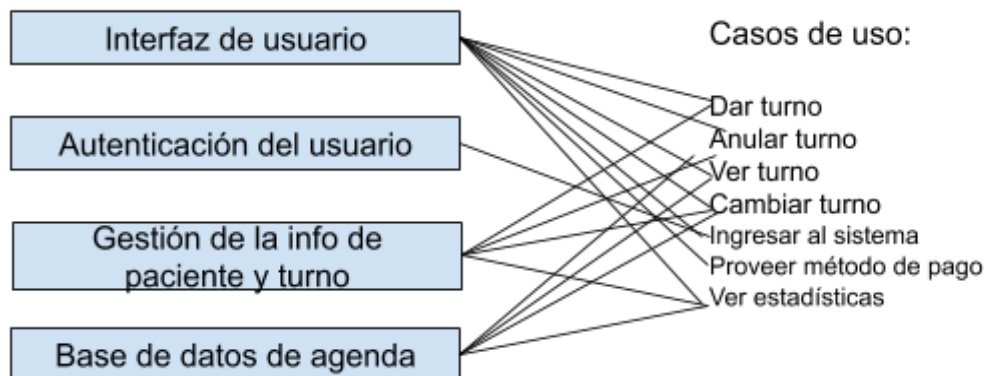 Interfaz de usuario
Autenticación del usuario
Gestión de la info de
paciente y turno
Base de datos de agenda
Casos de uso:
Dar turno
Anular turno
Ver turno
Cambiar turno
Ingresar al sistema
Proveer método de pago
Ver estadísticas